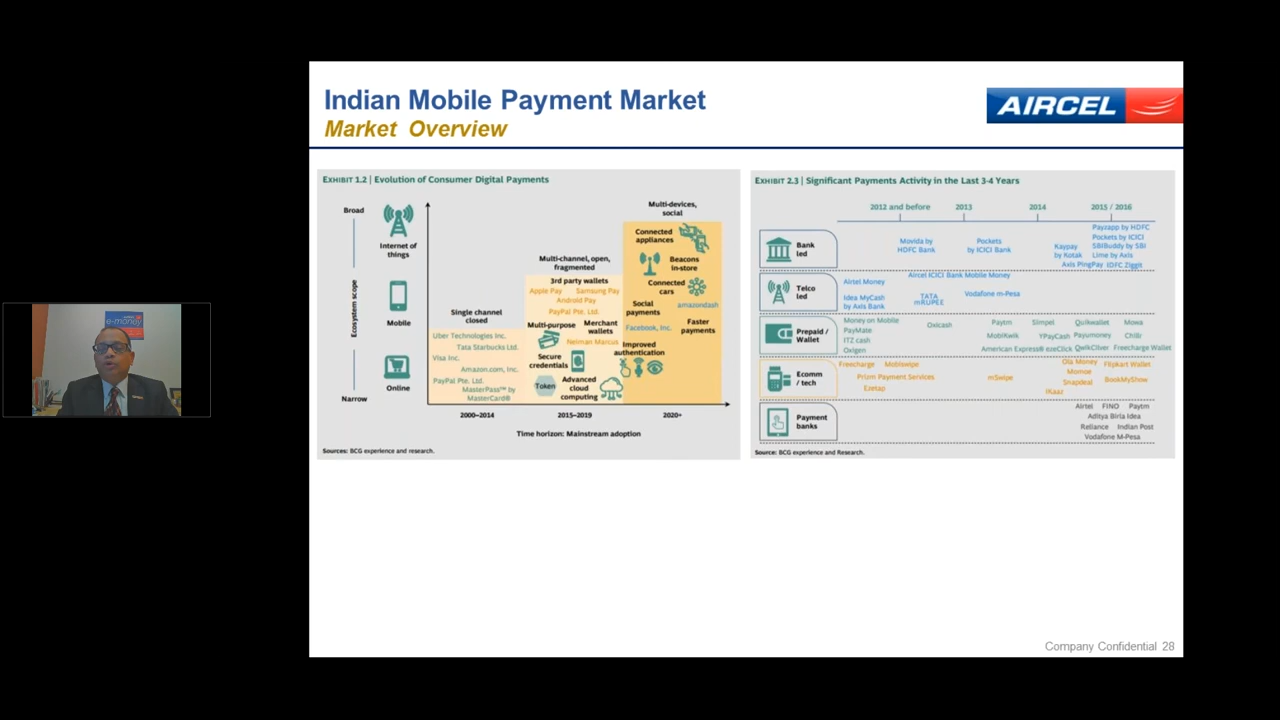 Indian Mobile Payment Market
Market Overview
AIRCEL
e-money
EXHIBIT 1.2 | Evolution of Consumer Digital Payments
Broad
Ecosystem scope
Narrow
Internet of
things
Mobile
Online
Single channel
closed
Uber Technologies Inc.
Tata Starbucks Ltd.
Visa Inc.
Amazon.com, Inc.
PayPal Pte. Ltd.
MasterPass™ by
MasterCard®
Multi-channel, open,
fragmented
3rd party wallets
Apple Pay Samsung Pay
Android Pay
PayPal Pte. Ltd.
Multi-purpose
Merchant
wallets
Neiman Marcus
Secure
credentials
Token
Advanced
cloud
computing
Multi-devices,
social
Connected
appliances
Beacons
in-store
Connected
cars
Social
payments
amazondash
Facebook, Inc.
Faster
payments
Improved
authentication
2000–2014
2015–2019
2020+
Time horizon: Mainstream adoption
Sources: BCG experience and research.
EXHIBIT 2.3 | Significant Payments Activity in the Last 3-4 Years
2012 and before 2013 2014 2015 / 2016
Bank
led
Movida by
HDFC Bank
Pockets
by ICICI Bank
Kaypay
by Kotak
Axis PingPay
Payzapp by HDFC
Pockets by ICICI
SBIBuddy by SBI
Lime by Axis
IDFC Ziggit
Telco
led
Aircel ICICI Bank Mobile Money
Airtel Money
Idea MyCash
by Axis Bank
TATA
mRUPEE
Vodafone m-Pesa
Prepaid /
Wallet
Money on Mobile
PayMate
ITZ cash
Oxigen
Oxicash
Paytm Simpel Quikwallet Mowa
MobiKwik YPayCash Payumoney Chillr
American Express® ezeClick QwikCilver Freecharge Wallet
Ecomm
/ tech
Freecharge Mobiswipe
Prizm Payment Services
Ezetap
mSwipe
Ola Money Flipkart Wallet
Momoe
Snapdeal BookMyShow
iKaaz
Payment
banks
Airtel FINO Paytm
Aditya Birla Idea
Reliance Indian Post
Vodafone M-Pesa
Source: BCG experience and Research.
Company Confidential 28